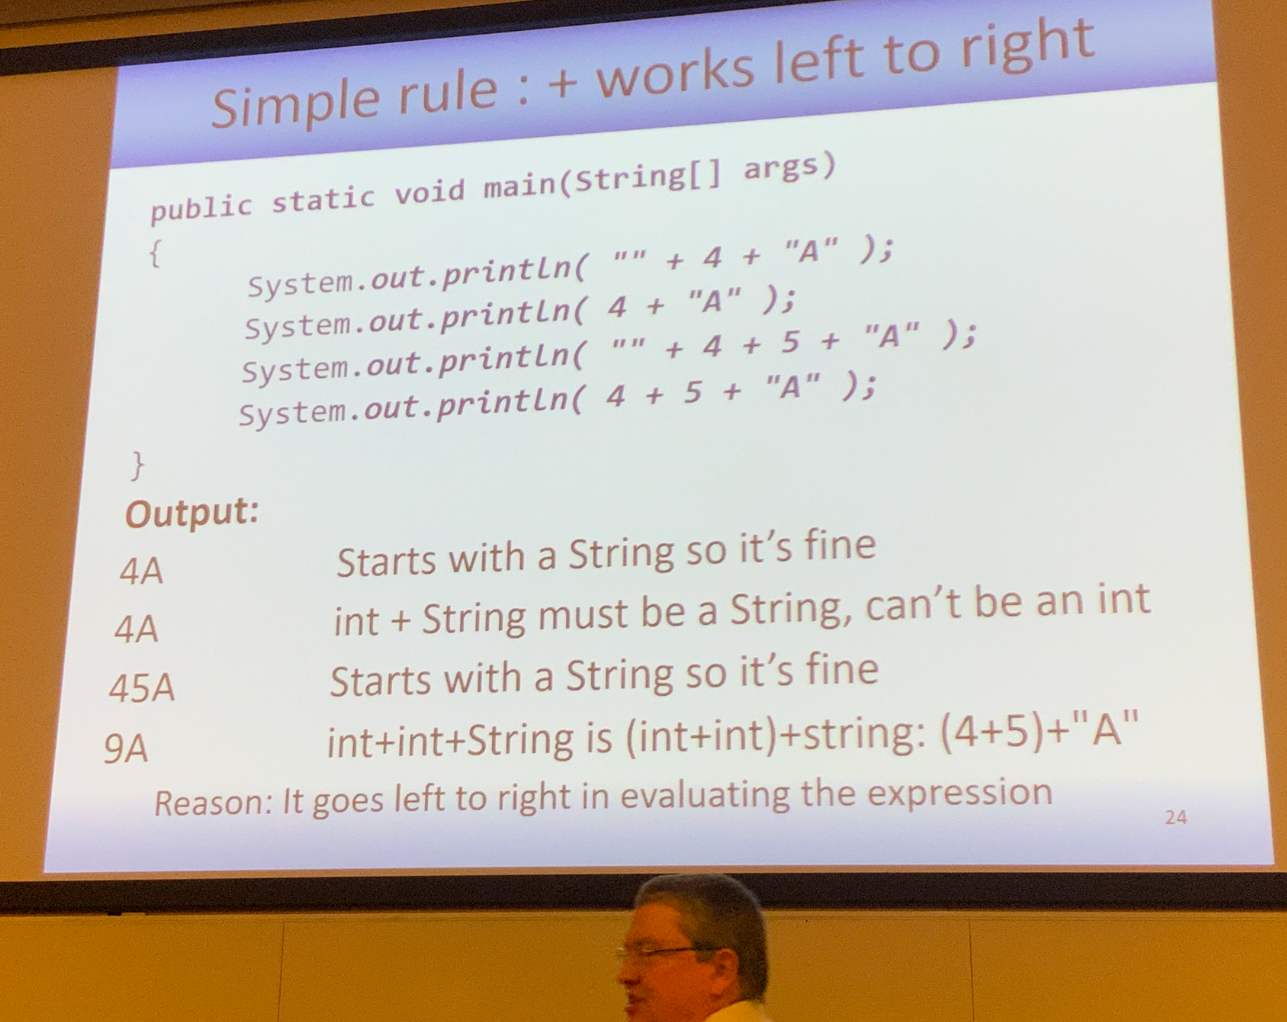 Simple rule : + works left to right
public static void main(String[] args)
{
System.out.println( "" + 4 + "A" );
System.out.println( 4 + "A" );
System.out.println( "" + 4 + 5 + "A" );
System.out.println( 4 + 5 + "A" );
}
Output:
4A Starts with a String so it's fine
4A int + String must be a String, can't be an int
45A Starts with a String so it's fine
9A int+int+String is (int+int)+string: (4+5)+"A"
Reason: It goes left to right in evaluating the expression
24